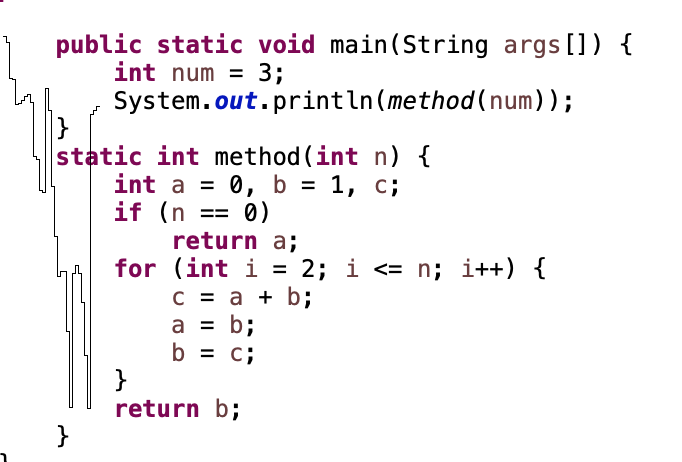 public static void main(String args[]) {
int num = 3;
System.out.println(method(num));
}
static int method(int n) {
int a = 0, b = 1, c;
if (n == 0)
return a;
for (int i = 2; i <= n; i++) {
c = a + b;
a = b;
b = c;
}
return b;
}
}